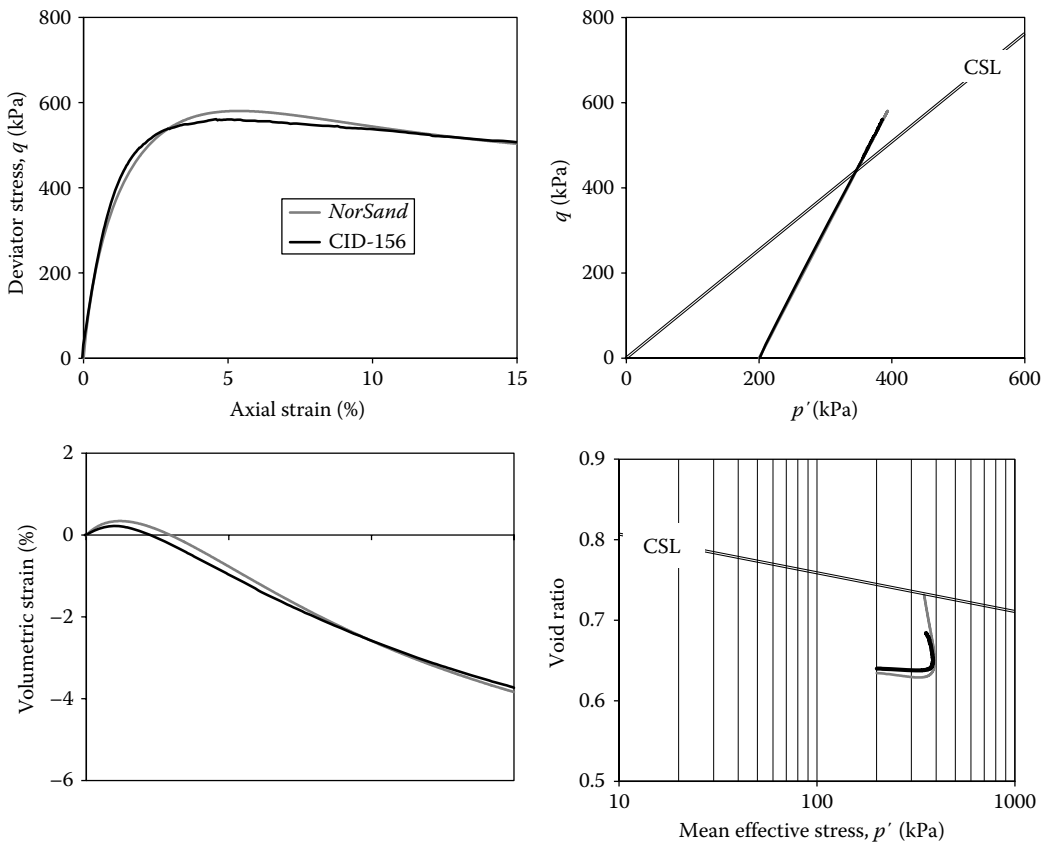 800
600
400
200
0
0
5
10
15
Deviator stress, q (kPa)
Axial strain (%)
NorSand
CID-156
800
600
400
200
0
0
200
400
600
q (kPa)
p′(kPa)
CSL
2
0
−2
−4
−6
Volumetric strain (%)
0.9
0.8
0.7
0.6
0.5
10
100
1000
Void ratio
Mean effective stress, p′ (kPa)
CSL